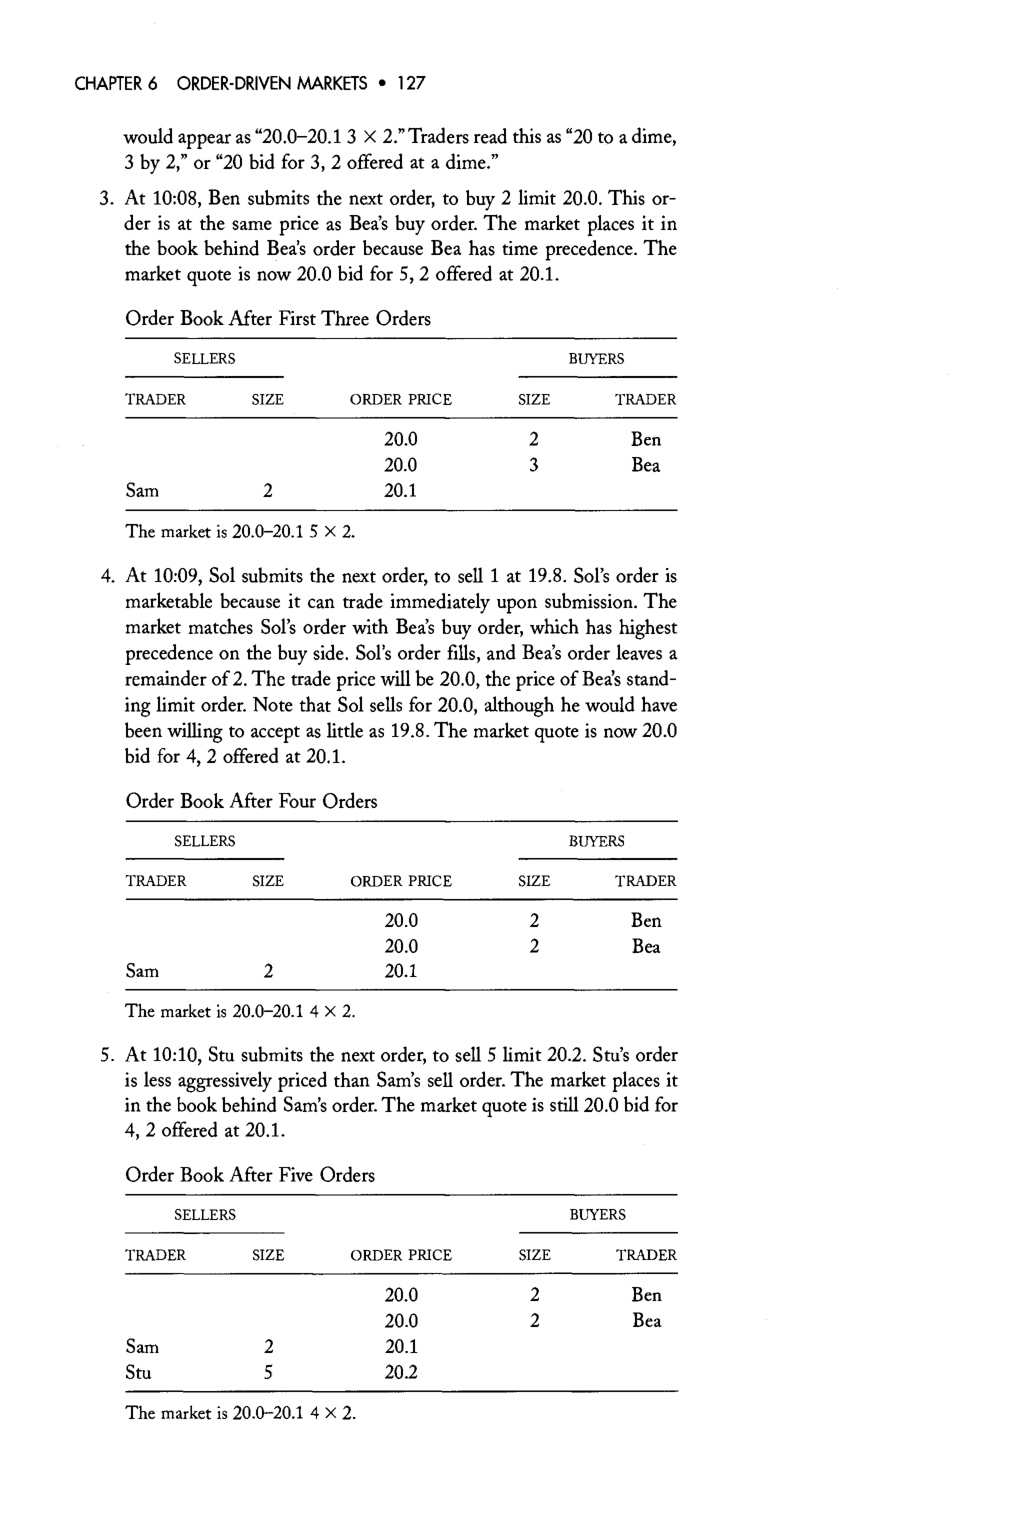 CHAPTER 6 ORDER-DRIVEN MARKETS • 127
would appear as “20.0–20.1 3 × 2.” Traders read this as “20 to a dime,
3 by 2,” or “20 bid for 3, 2 offered at a dime.”
3. At 10:08, Ben submits the next order, to buy 2 limit 20.0. This or-
der is at the same price as Bea’s buy order. The market places it in
the book behind Bea’s order because Bea has time precedence. The
market quote is now 20.0 bid for 5, 2 offered at 20.1.
Order Book After First Three Orders
SELLERS BUYERS
TRADER SIZE ORDER PRICE SIZE TRADER
20.0 2 Ben
20.0 3 Bea
Sam 2 20.1
The market is 20.0–20.1 5 × 2.
4. At 10:09, Sol submits the next order, to sell 1 at 19.8. Sol’s order is
marketable because it can trade immediately upon submission. The
market matches Sol’s order with Bea’s buy order, which has highest
precedence on the buy side. Sol’s order fills, and Bea’s order leaves a
remainder of 2. The trade price will be 20.0, the price of Bea’s stand-
ing limit order. Note that Sol sells for 20.0, although he would have
been willing to accept as little as 19.8. The market quote is now 20.0
bid for 4, 2 offered at 20.1.
Order Book After Four Orders
SELLERS BUYERS
TRADER SIZE ORDER PRICE SIZE TRADER
20.0 2 Ben
20.0 2 Bea
Sam 2 20.1
The market is 20.0–20.1 4 × 2.
5. At 10:10, Stu submits the next order, to sell 5 limit 20.2. Stu’s order
is less aggressively priced than Sam’s sell order. The market places it
in the book behind Sam’s order. The market quote is still 20.0 bid for
4, 2 offered at 20.1.
Order Book After Five Orders
SELLERS BUYERS
TRADER SIZE ORDER PRICE SIZE TRADER
20.0 2 Ben
20.0 2 Bea
Sam 2 20.1
Stu 5 20.2
The market is 20.0–20.1 4 × 2.